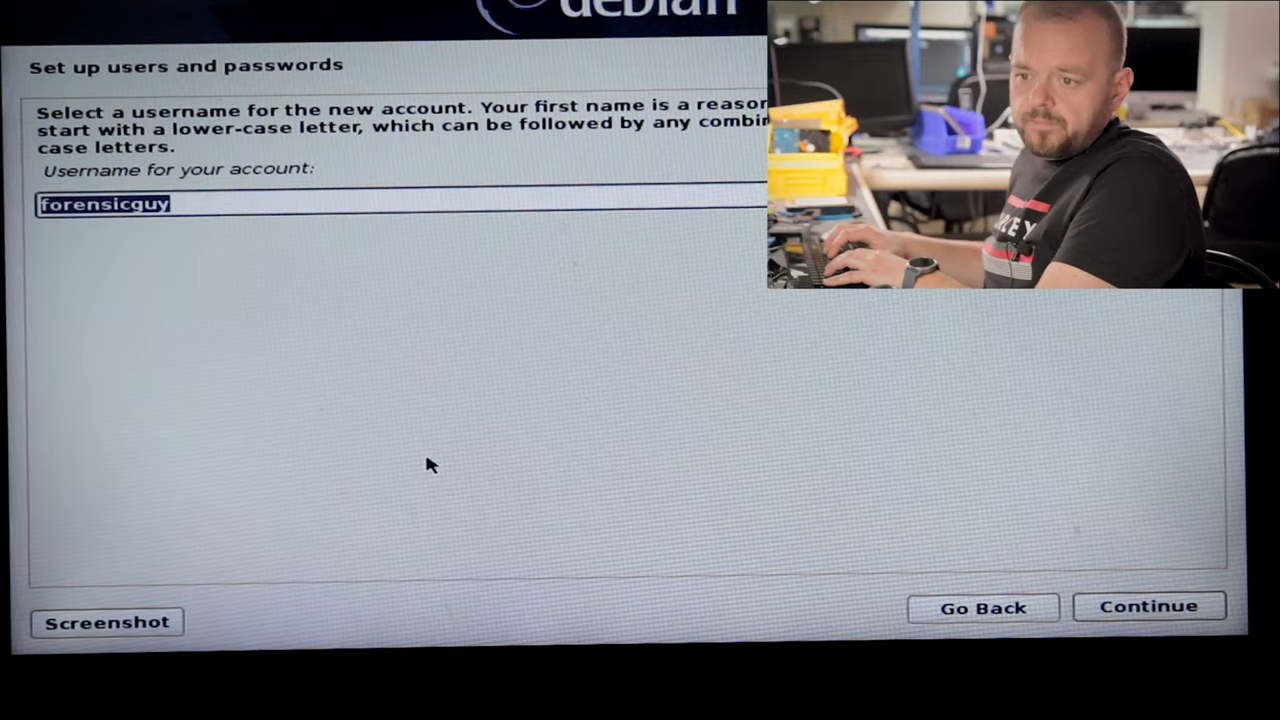 debian
Set up users and passwords
Select a username for the new account. Your first name is a
start with a lower-case letter, which can be followed by any
case letters.
Username for your account:
forensicguy
Screenshot
Go Back
Continue